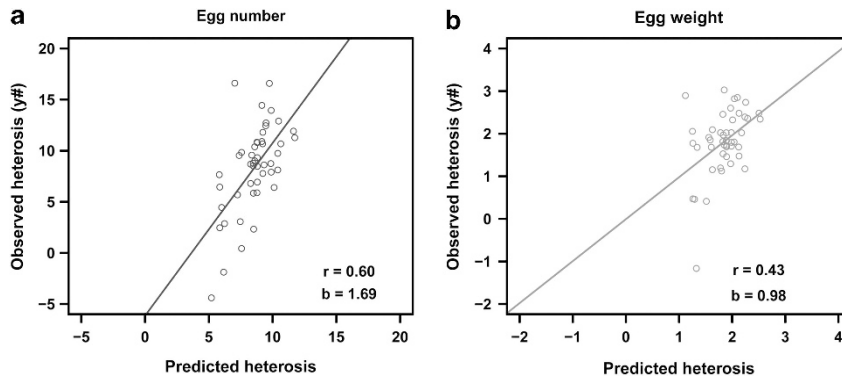 a
Egg number
Observed heterosis (y#)
20
15
10
5
0
−5
r = 0.60
b = 1.69
−5 0 5 10 15 20
Predicted heterosis
b
Egg weight
Observed heterosis (y#)
4
3
2
1
0
−1
−2
r = 0.43
b = 0.98
−2 −1 0 1 2 3 4
Predicted heterosis